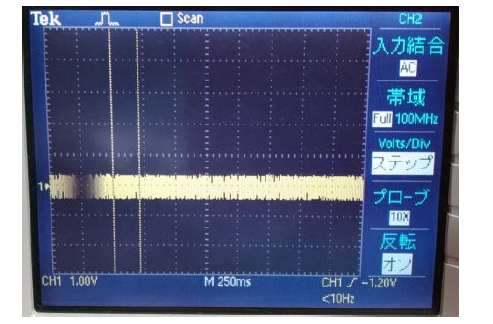 Tek Scan CH2
入力結合
AC
帯域
Full 100MHz
Volts/Div
ステップ
プローブ
10X
反転
オン
1
CH1 1.00V M 250ms CH1 -1.20V
<10Hz